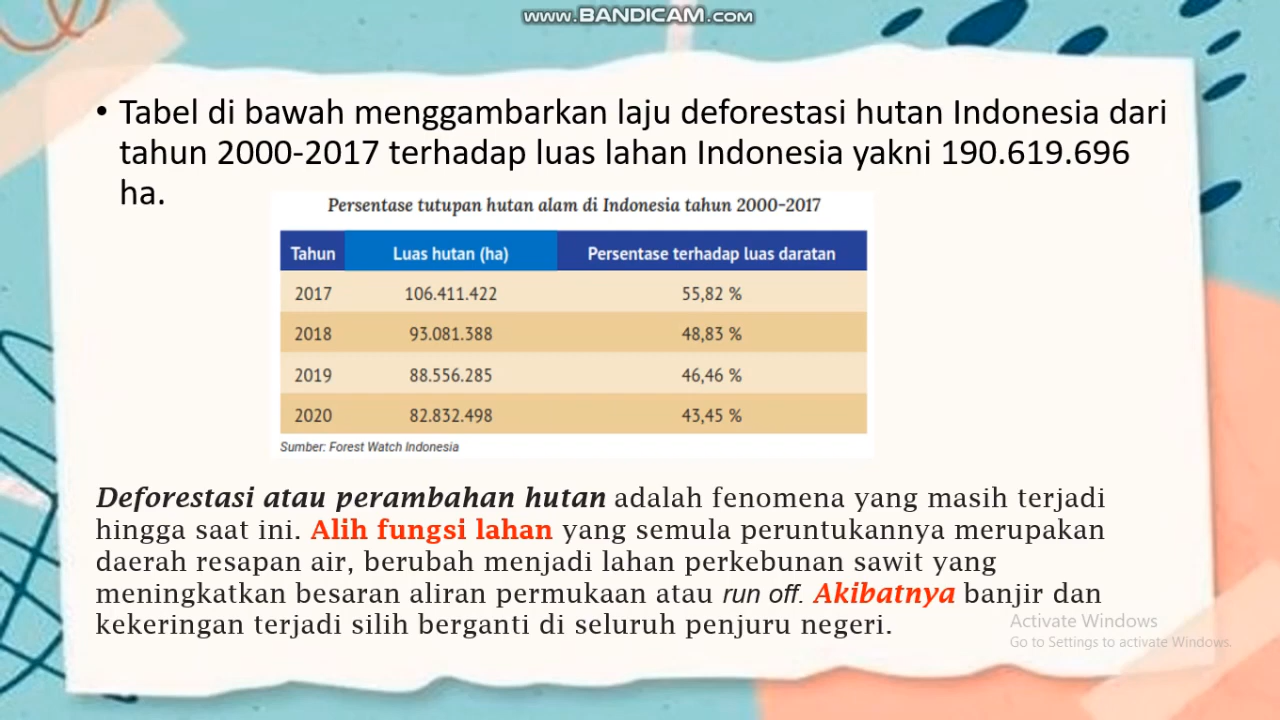 www.BANDICAM.com
• Tabel di bawah menggambarkan laju deforestasi hutan Indonesia dari
tahun 2000-2017 terhadap luas lahan Indonesia yakni 190.619.696
ha.
Persentase tutupan hutan alam di Indonesia tahun 2000-2017
Tahun Luas hutan (ha) Persentase terhadap luas daratan
2017 106.411.422 55,82 %
2018 93.081.388 48,83 %
2019 88.556.285 46,46 %
2020 82.832.498 43,45 %
Sumber: Forest Watch Indonesia
Deforestasi atau perambahan hutan adalah fenomena yang masih terjadi
hingga saat ini. Alih fungsi lahan yang semula peruntukannya merupakan
daerah resapan air, berubah menjadi lahan perkebunan sawit yang
meningkatkan besaran aliran permukaan atau run off. Akibatnya banjir dan
kekeringan terjadi silih berganti di seluruh penjuru negeri.
Activate Windows
Go to Settings to activate Windows.